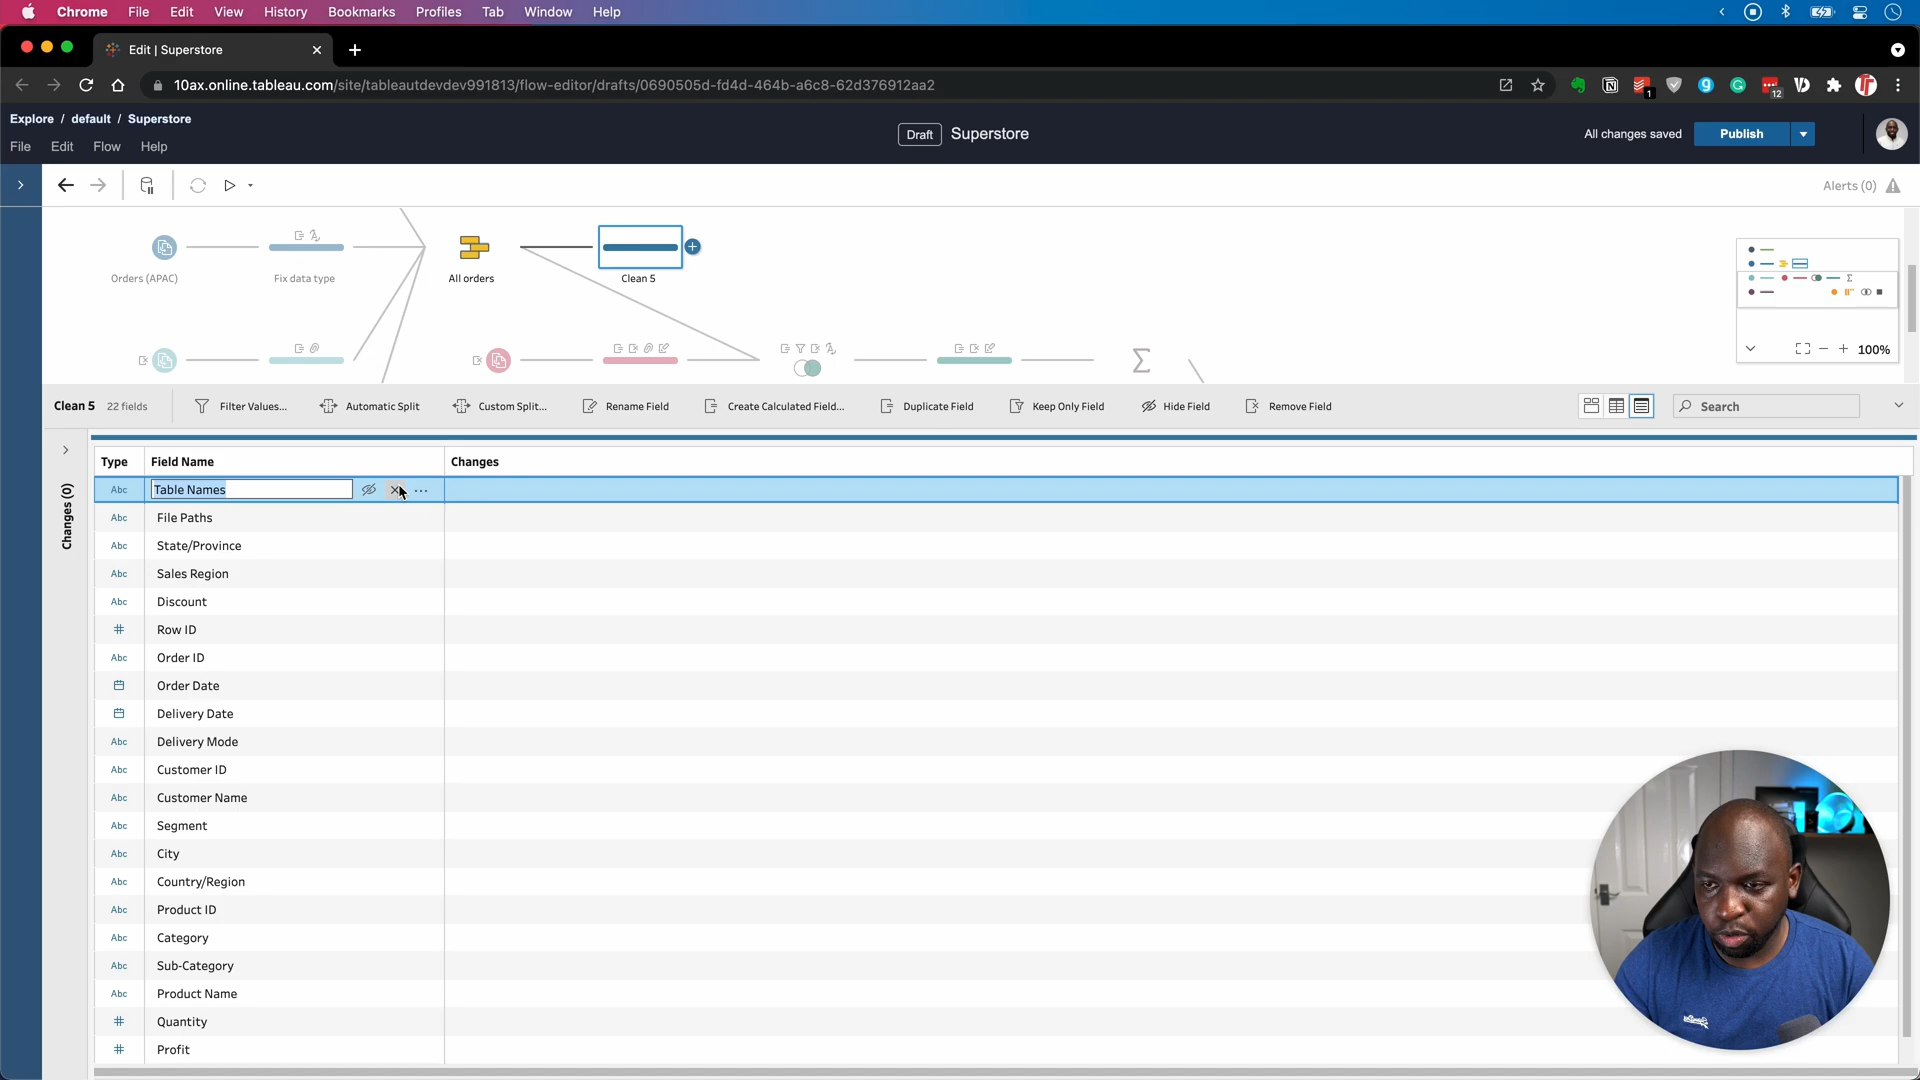 Chrome File Edit View History Bookmarks Profiles Tab Window Help
Edit | Superstore
10ax.online.tableau.com/site/tableautdevdev991813/flow-editor/drafts/0690505d-fd4d-464b-a6c8-62d376912aa2
1
12
Explore / default / Superstore
Draft Superstore
All changes saved
Publish
File Edit Flow Help
Alerts (0)
Orders (APAC)
Fix data type
All orders
Clean 5
100%
Clean 5 22 fields
Filter Values...
Automatic Split
Custom Split...
Rename Field
Create Calculated Field...
Duplicate Field
Keep Only Field
Hide Field
Remove Field
Search
Changes (0)
Type Field Name Changes
Abc Table Names
Abc File Paths
Abc State/Province
Abc Sales Region
Abc Discount
# Row ID
Abc Order ID
Order Date
Delivery Date
Abc Delivery Mode
Abc Customer ID
Abc Customer Name
Abc Segment
Abc City
Abc Country/Region
Abc Product ID
Abc Category
Abc Sub-Category
Abc Product Name
# Quantity
# Profit